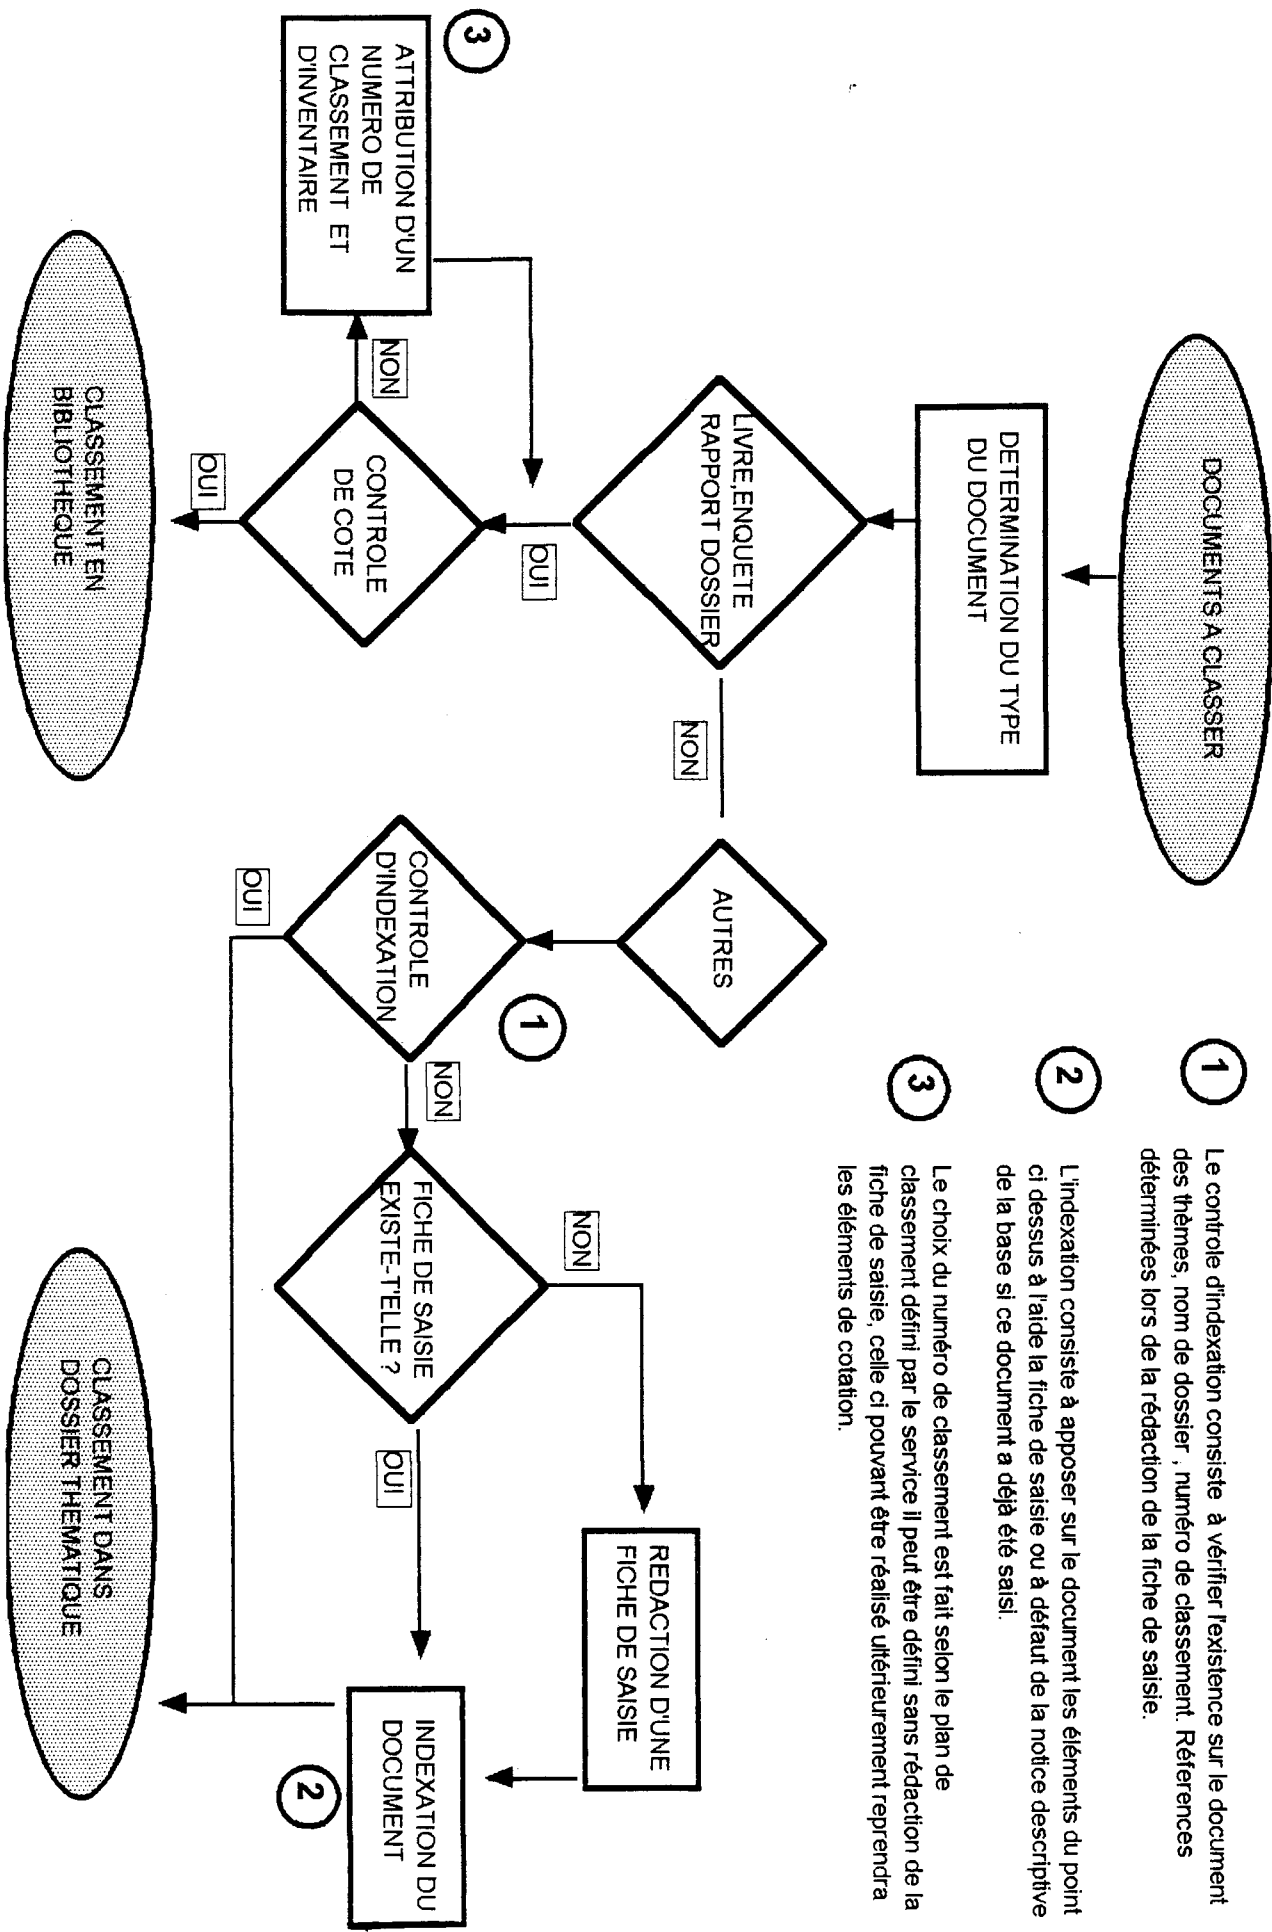 DOCUMENTS A CLASSER
1
Le controle d'indexation consiste à vérifier l'existence sur le document
des thèmes, nom de dossier , numéro de classement. Réferences
déterminées lors de la rédaction de la fiche de saisie.
2
L'indexation consiste à apposer sur le document les éléments du point
ci dessus à l'aide la fiche de saisie ou à défaut de la notice descriptive
de la base si ce document a déjà été saisi.
3
Le choix du numéro de classement est fait selon le plan de
classement défini par le service il peut être défini sans rédaction de la
fiche de saisie, celle ci pouvant être réalisé ultérieurement reprendra
les éléments de cotation.
DETERMINATION DU TYPE
DU DOCUMENT
LIVRE,ENQUETE
RAPPORT DOSSIER
NON
AUTRES
OUI
3
ATTRIBUTION D'UN
NUMERO DE
CLASSEMENT ET
D'INVENTAIRE
NON
CONTROLE
DE COTE
OUI
1
CONTROLE
D'INDEXATION
NON
OUI
FICHE DE SAISIE
EXISTE-T'ELLE ?
NON
OUI
REDACTION D'UNE
FICHE DE SAISIE
INDEXATION DU
DOCUMENT
2
CLASSEMENT EN
BIBLIOTHEQUE
CLASSEMENT DANS
DOSSIER THEMATIQUE